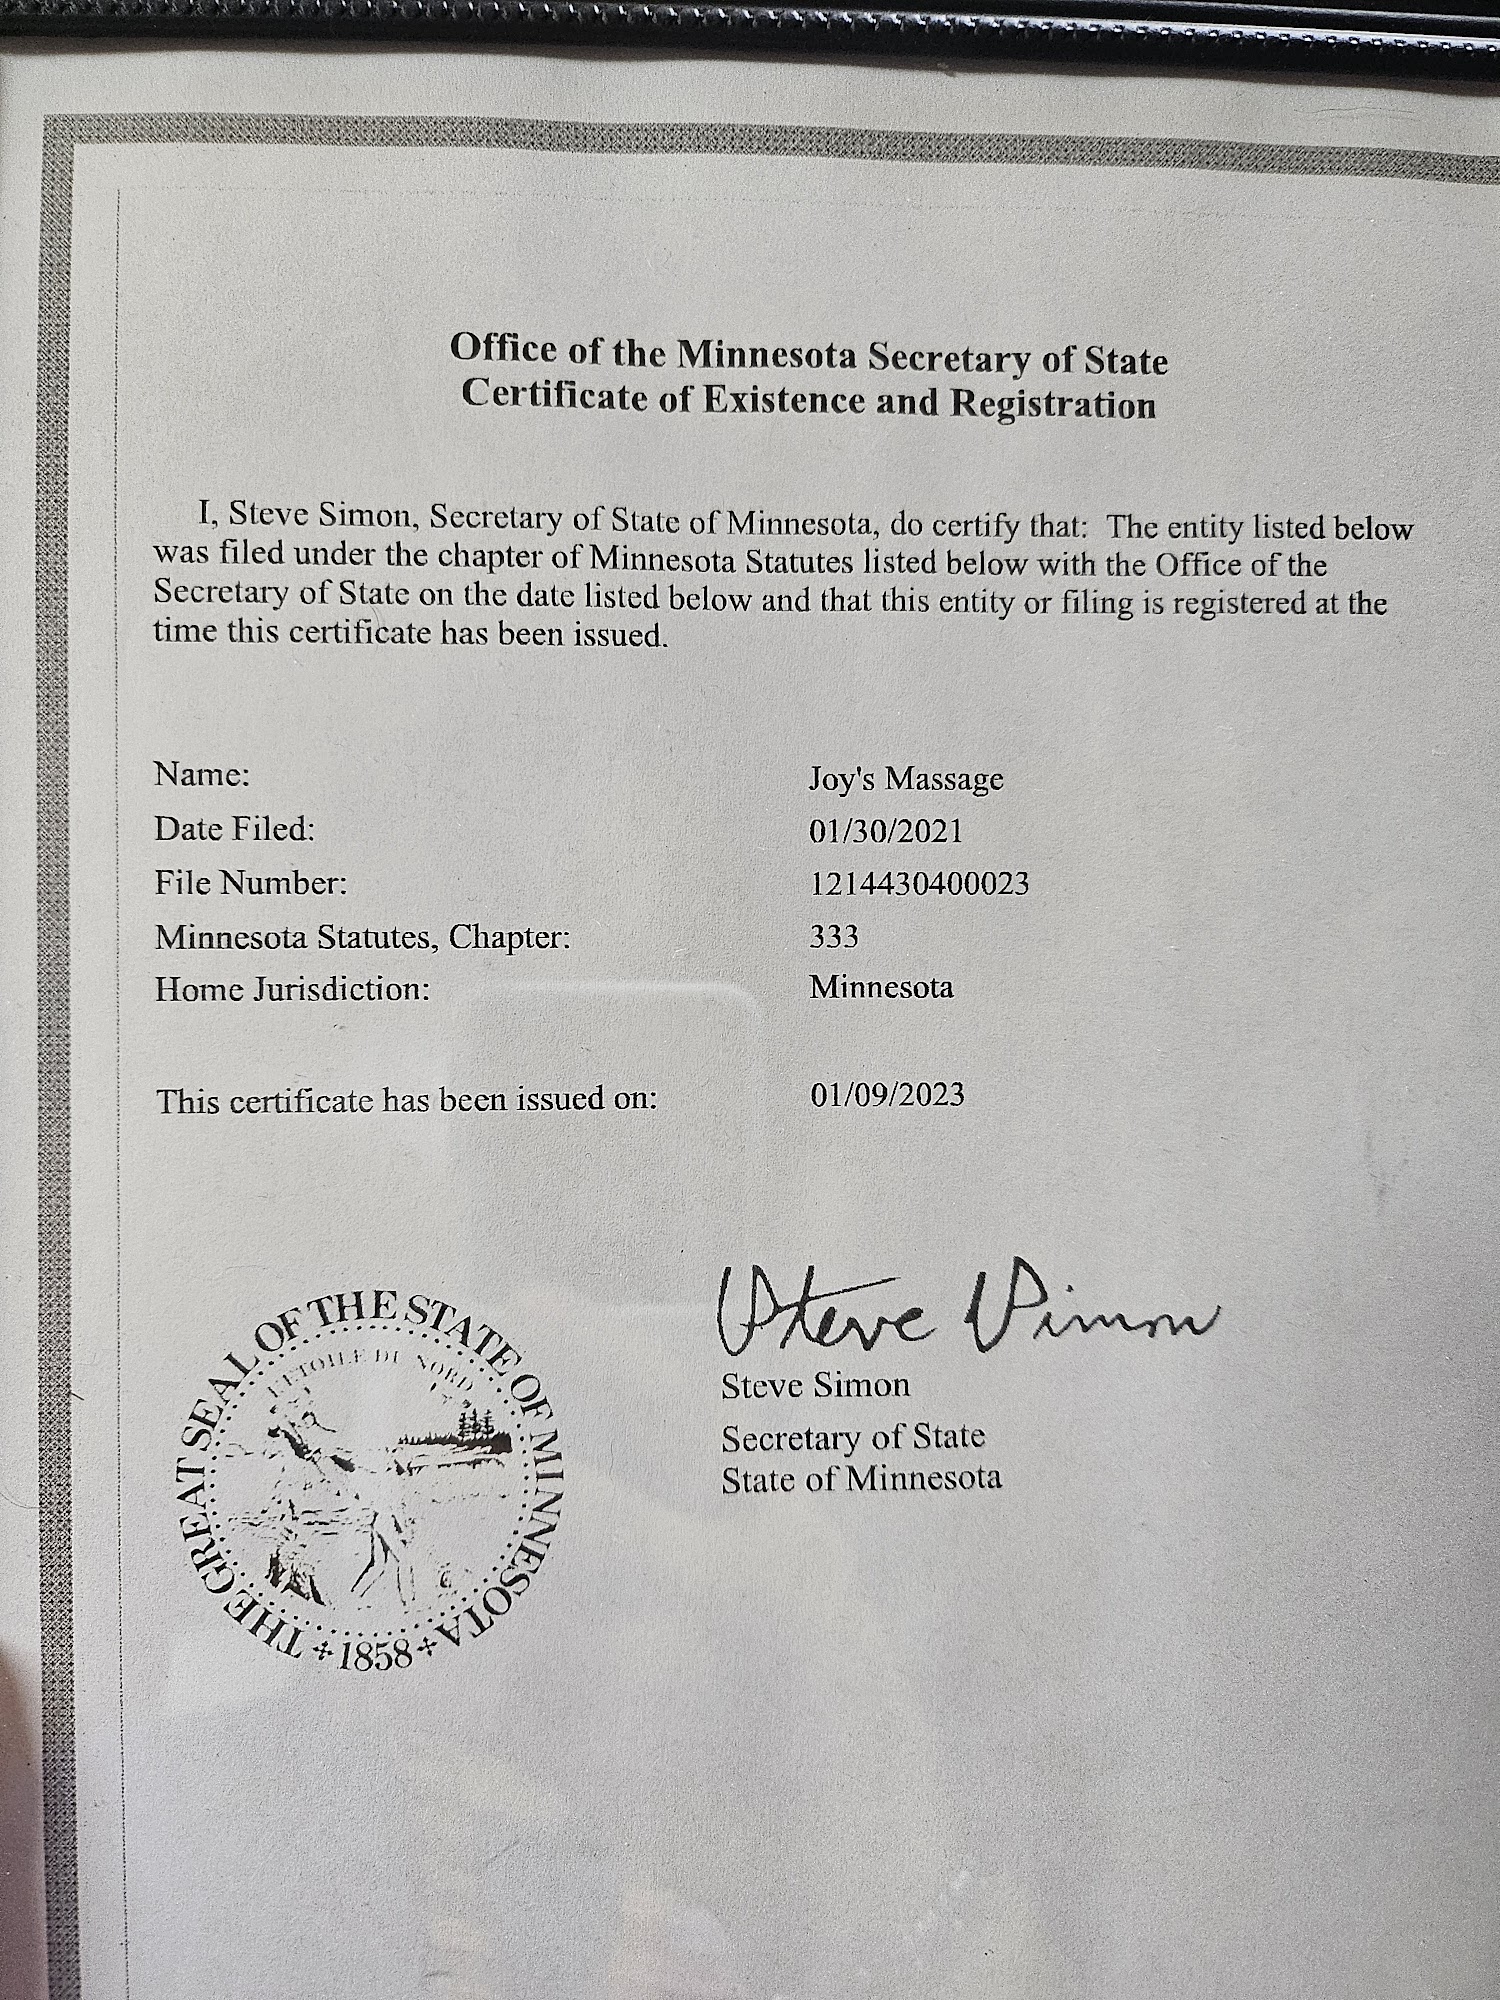 Office of the Minnesota Secretary of State
Certificate of Existence and Registration
I, Steve Simon, Secretary of State of Minnesota, do certify that: The entity listed below
was filed under the chapter of Minnesota Statutes listed below with the Office of the
Secretary of State on the date listed below and that this entity or filing is registered at the
time this certificate has been issued.
Name: Joy's Massage
Date Filed: 01/30/2021
File Number: 1214430400023
Minnesota Statutes, Chapter: 333
Home Jurisdiction: Minnesota
This certificate has been issued on: 01/09/2023
Steve Simon
Steve Simon
Secretary of State
State of Minnesota
THE GREAT SEAL OF THE STATE OF MINNESOTA
L'ETOILE DU NORD
1858